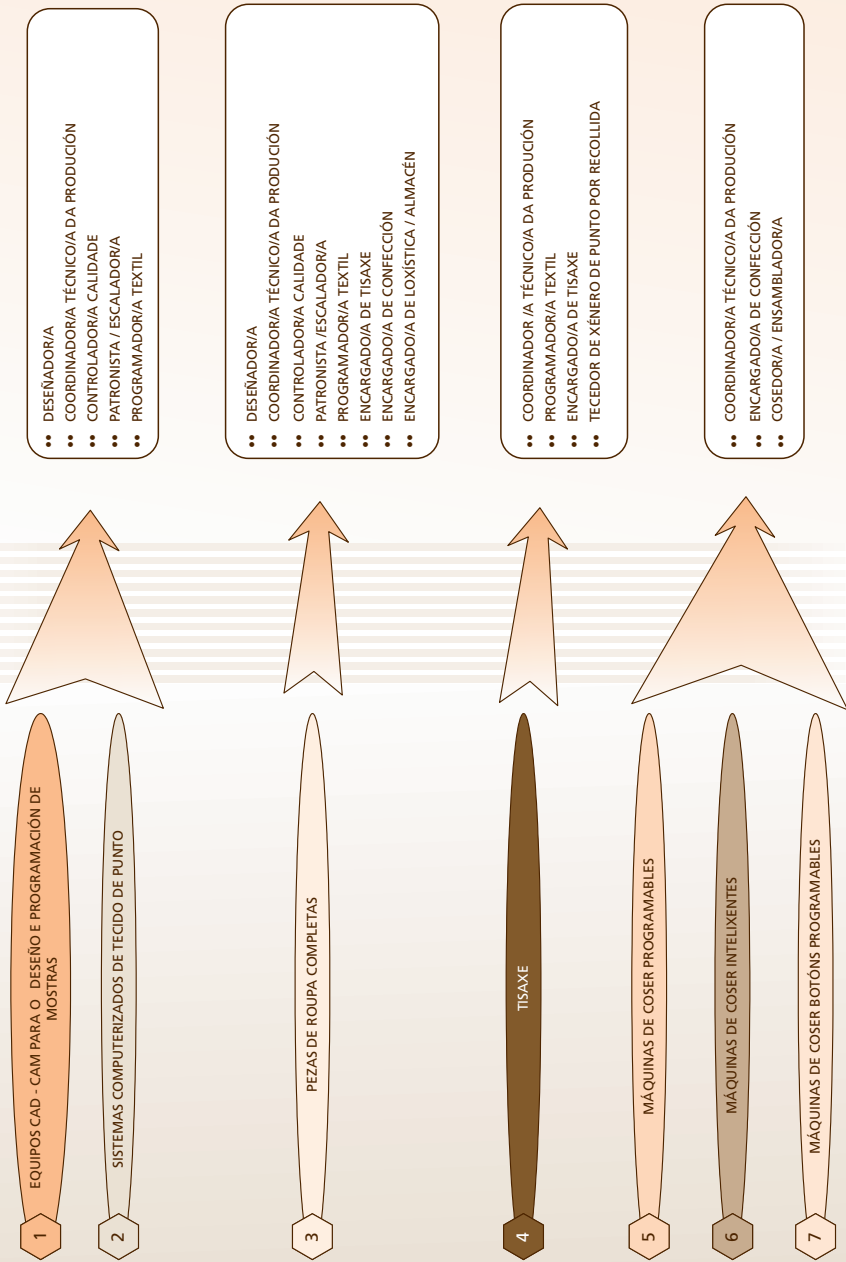 1
EQUIPOS CAD - CAM PARA O DESEÑO E PROGRAMACIÓN DE
MOSTRAS
2
SISTEMAS COMPUTERIZADOS DE TECIDO DE PUNTO
•• DESEÑADOR/A
•• COORDINADOR/A TÉCNICO/A DA PRODUCIÓN
•• CONTROLADOR/A CALIDADE
•• PATRONISTA / ESCALADOR/A
•• PROGRAMADOR/A TEXTIL
3
PEZAS DE ROUPA COMPLETAS
•• DESEÑADOR/A
•• COORDINADOR/A TÉCNICO/A DA PRODUCIÓN
•• CONTROLADOR/A CALIDADE
•• PATRONISTA /ESCALADOR/A
•• PROGRAMADOR/A TEXTIL
•• ENCARGADO/A DE TISAXE
•• ENCARGADO/A DE CONFECCIÓN
•• ENCARGADO/A DE LOXÍSTICA / ALMACÉN
4
TISAXE
•• COORDINADOR /A TÉCNICO/A DA PRODUCIÓN
•• PROGRAMADOR/A TEXTIL
•• ENCARGADO/A DE TISAXE
•• TECEDOR DE XÉNERO DE PUNTO POR RECOLLIDA
5
MÁQUINAS DE COSER PROGRAMABLES
6
MÁQUINAS DE COSER INTELIXENTES
7
MÁQUINAS DE COSER BOTÓNS PROGRAMABLES
•• COORDINADOR/A TÉCNICO/A DA PRODUCIÓN
•• ENCARGADO/A DE CONFECCIÓN
•• COSEDOR/A / ENSAMBLADOR/A